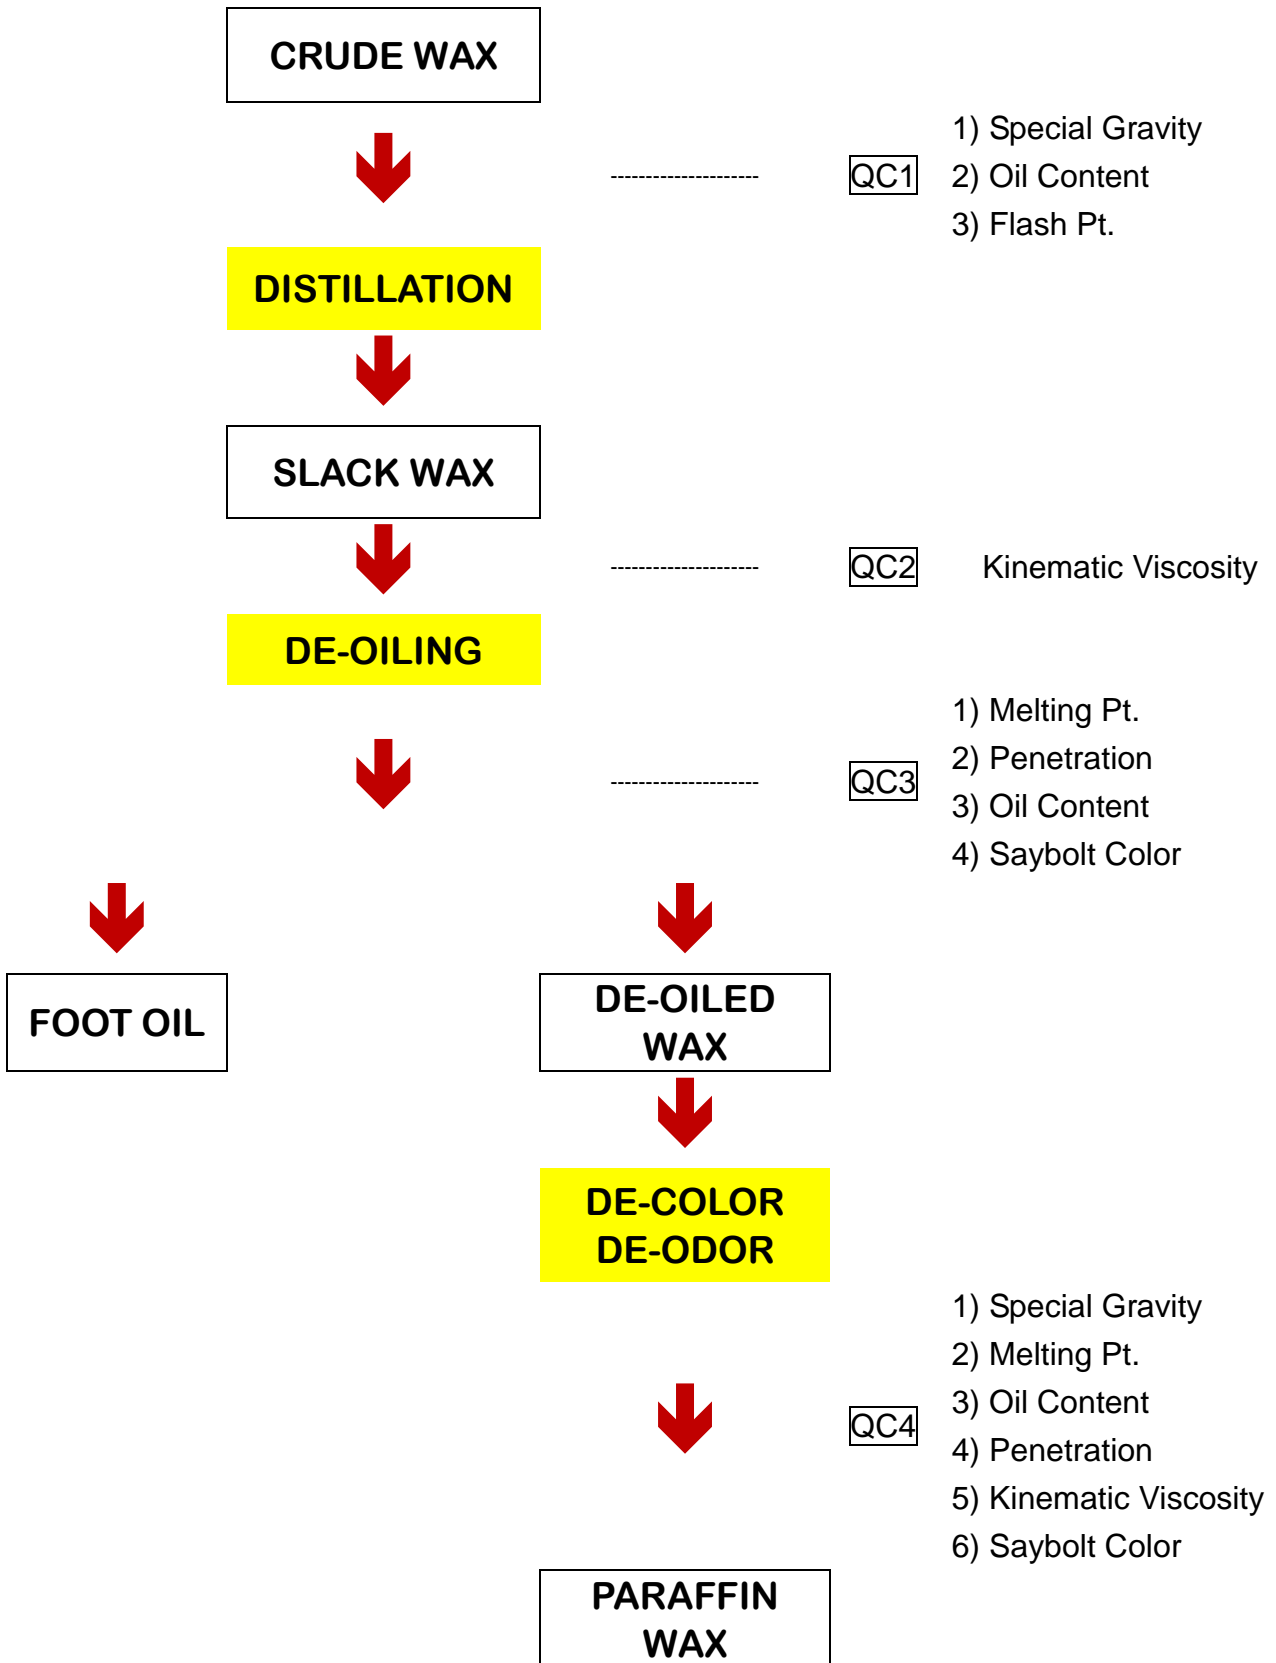 CRUDE WAX
1) Special Gravity
---------------------
QC1
2) Oil Content
3) Flash Pt.
DISTILLATION
SLACK WAX
---------------------
QC2
Kinematic Viscosity
DE-OILING
1) Melting Pt.
2) Penetration
---------------------
QC3
3) Oil Content
4) Saybolt Color
FOOT OIL
DE-OILED
WAX
DE-COLOR
DE-ODOR
1) Special Gravity
2) Melting Pt.
3) Oil Content
QC4
4) Penetration
5) Kinematic Viscosity
6) Saybolt Color
PARAFFIN
WAX